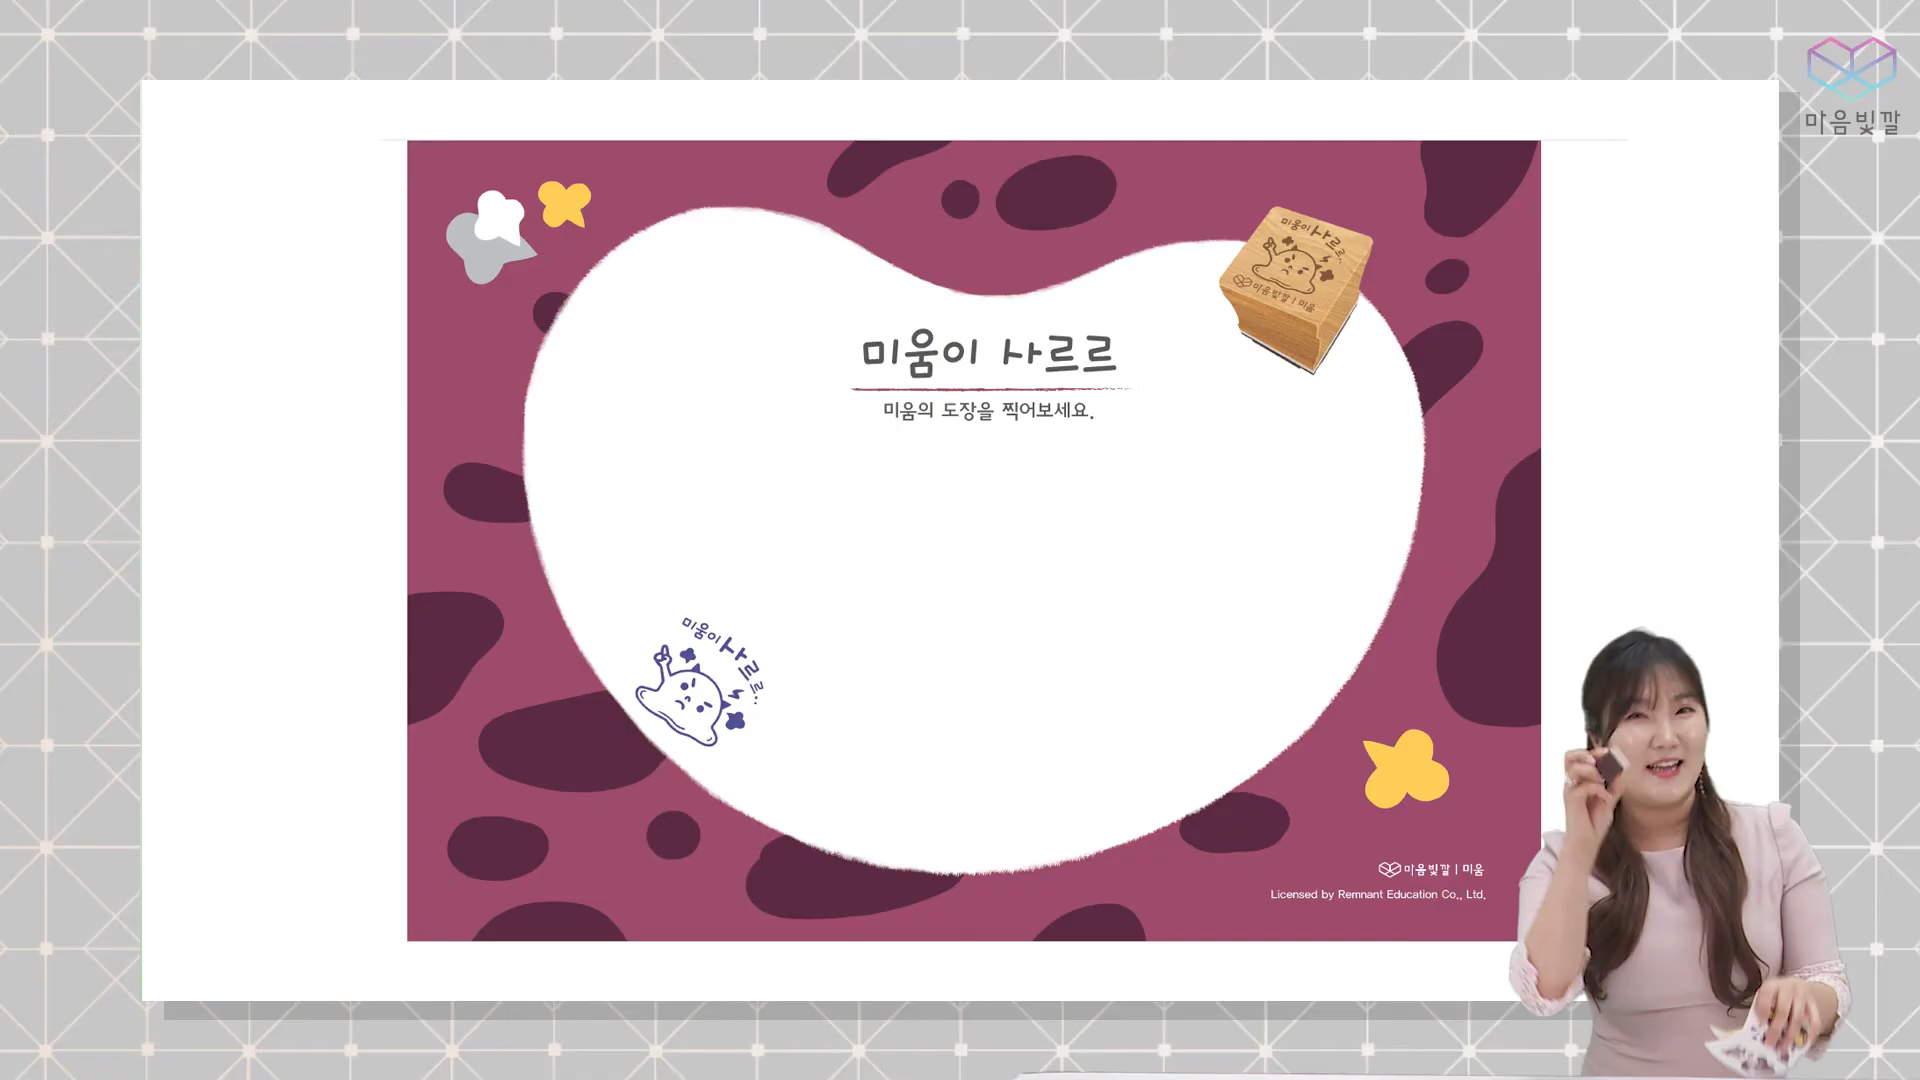 마음빛깔
미움이 사르르..
마음빛깔 | 미움
미움이 사르르
미움의 도장을 찍어보세요.
미움이 사르르..
마음빛깔 | 미움
Licensed by Remnant Education Co., Ltd.